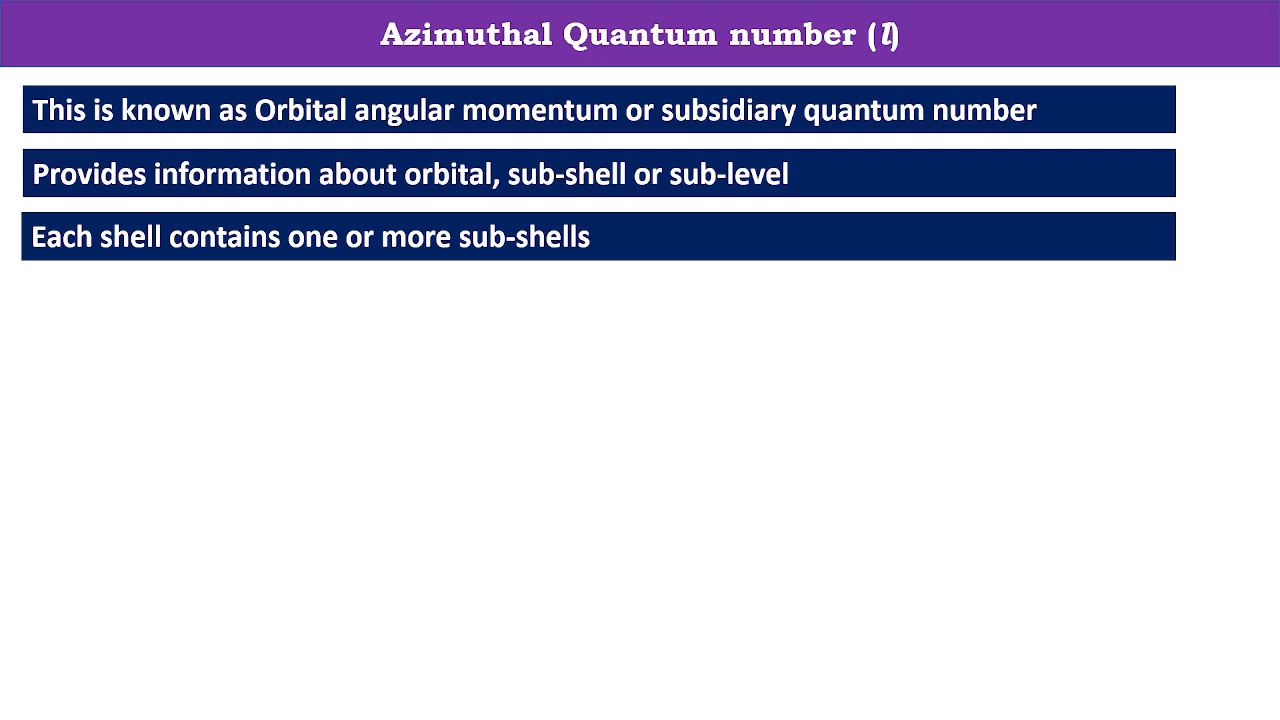 Azimuthal Quantum number (l)
This is known as Orbital angular momentum or subsidiary quantum number
Provides information about orbital, sub-shell or sub-level
Each shell contains one or more sub-shells